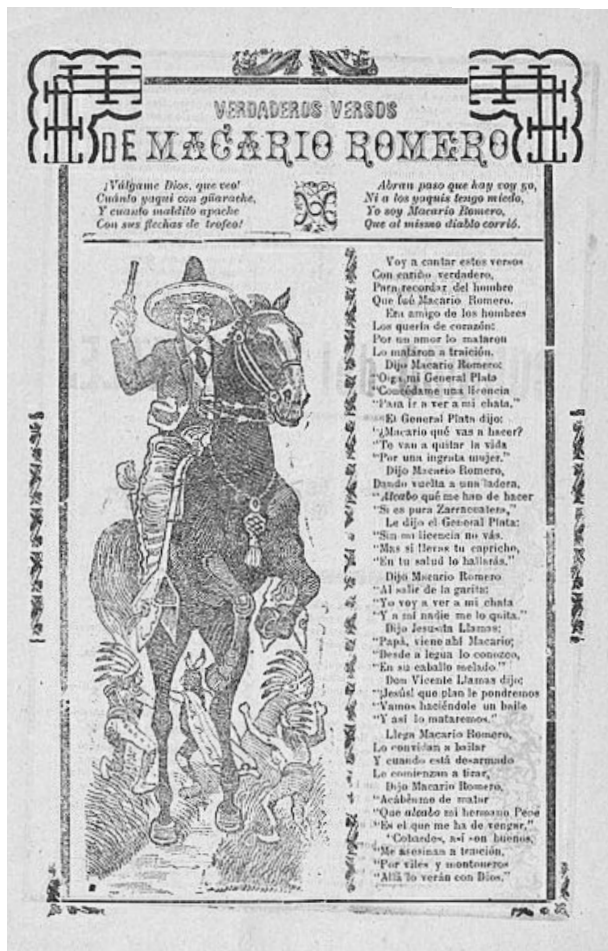 VERDADEROS VERSOS
DE MACARIO ROMERO
¡Válgame Dios, que veo!
Cuánto yaqui con güarache,
Y cuanto maldito apache
Con sus flechas de trofeo!
Abran paso que hay voy yo,
Ni a los yaquis tengo miedo,
Yo soy Macario Romero,
Que al mismo diablo corrió.
Voy a cantar estos versos
Con cariño verdadero,
Para recordar del hombre
Que fué Macario Romero.
Era amigo de los hombres
Los quería de corazón:
Por un amor lo mataron
Lo mataron a traición.
Dijo Macario Romero:
"Oiga mi General Plata
"Concédame una licencia
"Para ir a ver a mi chata."
El General Plata dijo:
"¿Macario qué vas a hacer?
"Te van a quitar la vida
"Por una ingrata mujer."
Dijo Macario Romero,
Dando vuelta a una ladera,
"Alcabo qué me han de hacer
"Si es pura Zarracuatera,"
Le dijo el General Plata:
"Sin mi licencia no vás.
"Mas si llevas tu capricho,
"En tu salud lo hallarás."
Dijo Macario Romero
"Al salir de la garita:
"Yo voy a ver a mi chata
"Y a mí nadie me lo quita."
Dijo Jesusita Llamas:
"Papá, viene ahí Macario;
"Desde a legua lo conozco,
"En su caballo melado."
Don Vicente Llamas dijo:
"¡Jesús! que plan le pondremos
"Vamos haciéndole un baile
"Y así lo mataremos."
Llega Macario Romero,
Lo convidan a bailar
Y cuando está desarmado
Le comienzan a tirar,
Dijo Macario Romero,
"Acábenme de matar
"Que alcabo mi hermano Pepe
"Es el que me ha de vengar."
"Cobardes, así son buenos,
"Me asesinan a traición,
"Por viles y montoneros
"Allá lo verán con Dios."